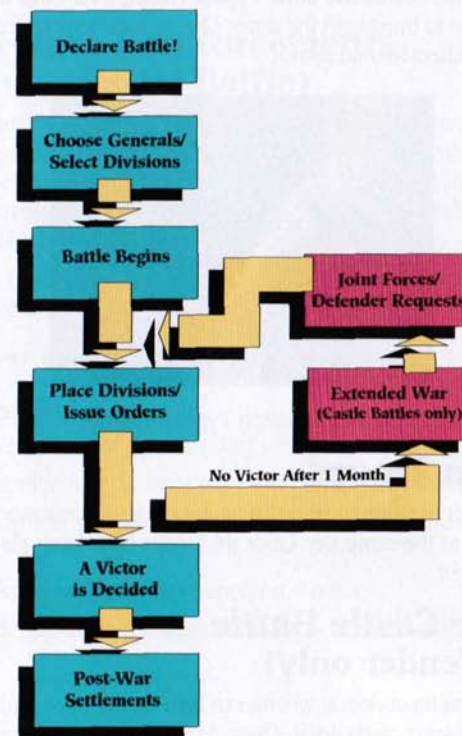 Declare Battle!
Choose Generals/
Select Divisions
Battle Begins
Joint Forces/
Defender Requests
Place Divisions/
Issue Orders
Extended War
(Castle Battles only)
No Victor After 1 Month
A Victor
is Decided
Post-War
Settlements